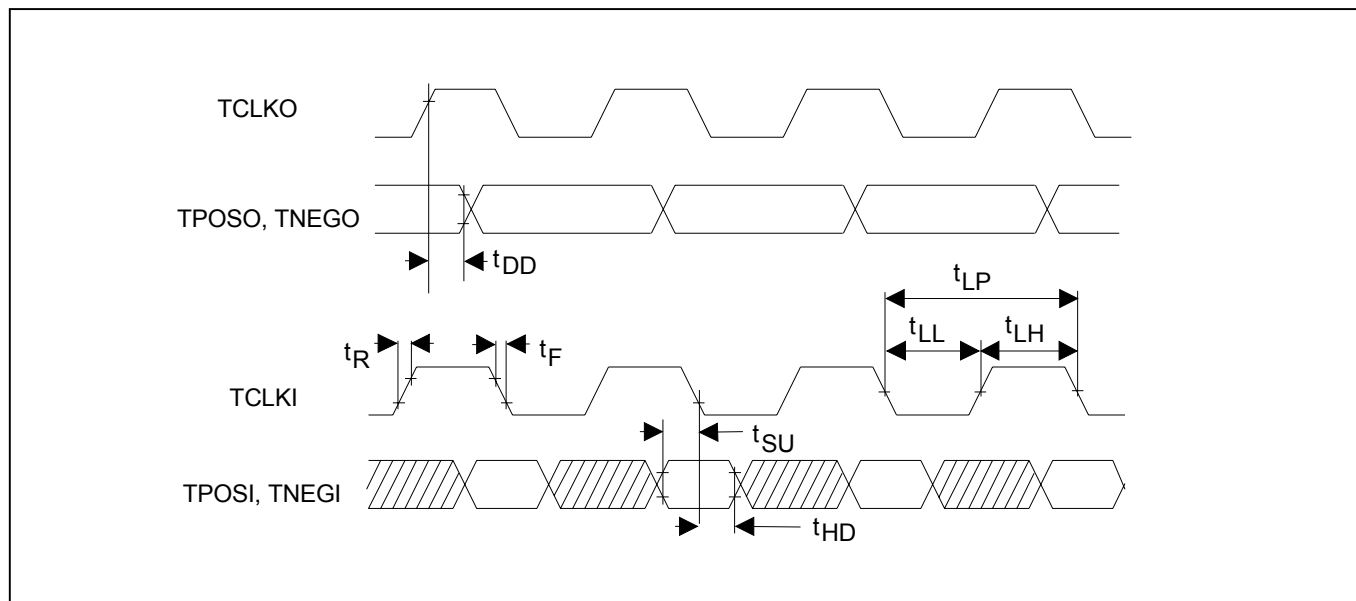 TCLKO
TPOSO, TNEGO
tDD
tLP
tLL tLH
tR tF
TCLKI
tSU
TPOSI, TNEGI
tHD